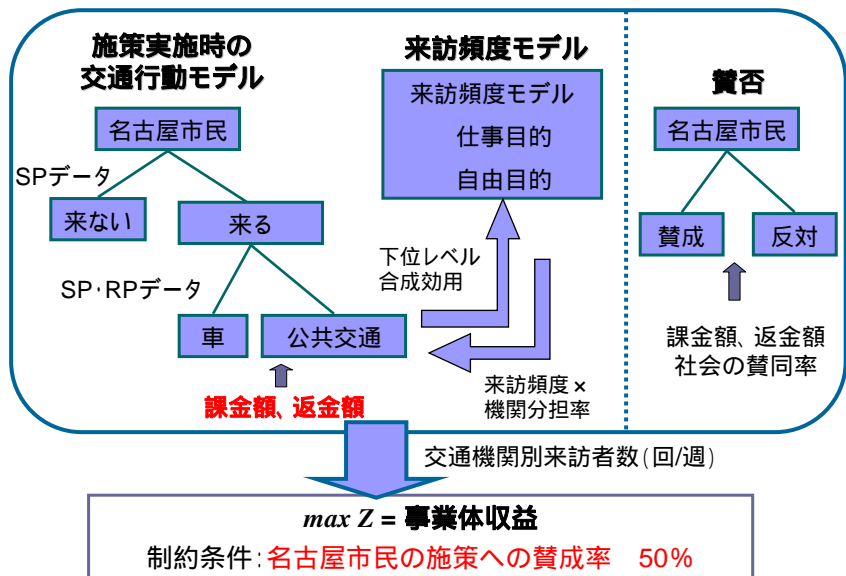 施策実施時の
交通行動モデル
名古屋市民
SPデータ
来ない
来る
SP・RPデータ
車
公共交通
課金額、返金額
来訪頻度モデル
来訪頻度モデル
仕事目的
自由目的
下位レベル
合成効用
来訪頻度×
機関分担率
賛否
名古屋市民
賛成
反対
課金額、返金額
社会の賛同率
交通機関別来訪者数(回/週)
max Z = 事業体収益
制約条件:名古屋市民の施策への賛成率 50%